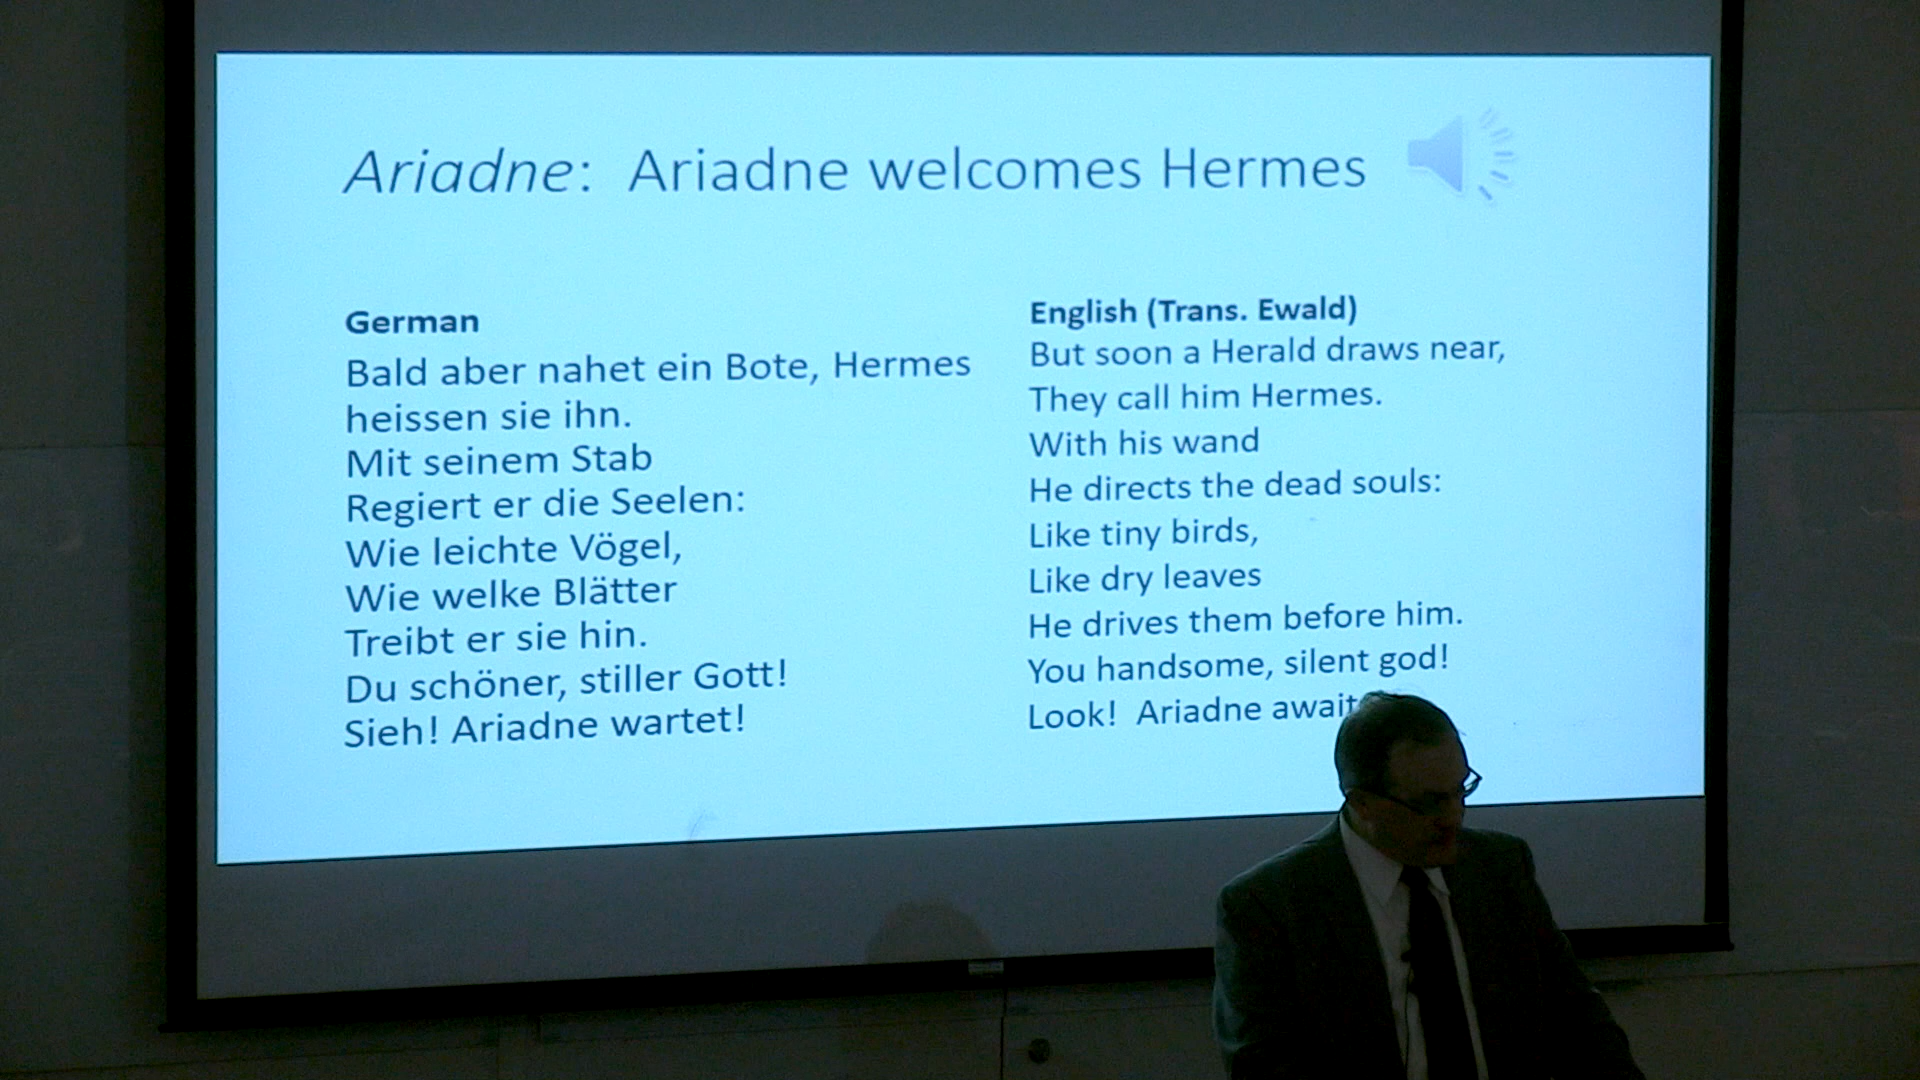 Ariadne: Ariadne welcomes Hermes
German
Bald aber nahet ein Bote, Hermes
heissen sie ihn.
Mit seinem Stab
Regiert er die Seelen:
Wie leichte Vögel,
Wie welke Blätter
Treibt er sie hin.
Du schöner, stiller Gott!
Sieh! Ariadne wartet!
English (Trans. Ewald)
But soon a Herald draws near,
They call him Hermes.
With his wand
He directs the dead souls:
Like tiny birds,
Like dry leaves
He drives them before him.
You handsome, silent god!
Look! Ariadne